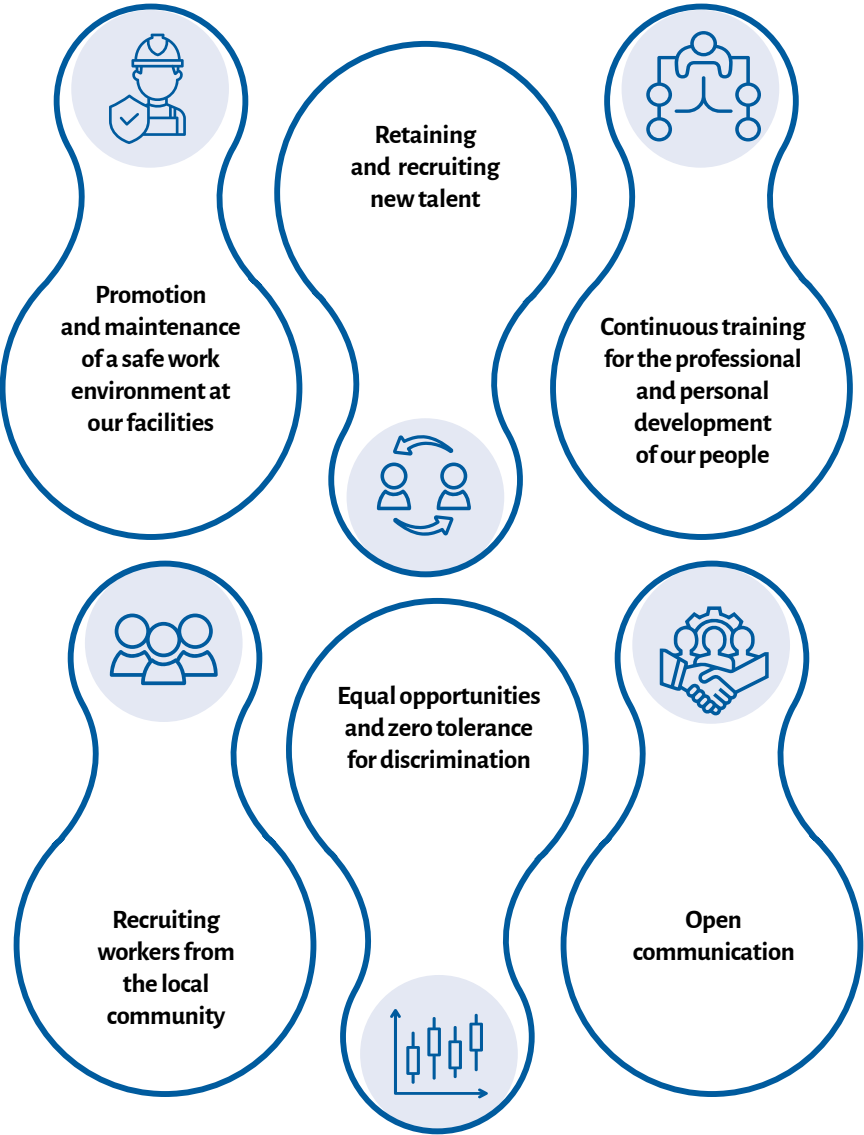 Promotion
and maintenance
of a safe work
environment at
our facilities
Retaining
and recruiting
new talent
Continuous training
for the professional
and personal
development
of our people
Recruiting
workers from
the local
community
Equal opportunities
and zero tolerance
for discrimination
Open
communication